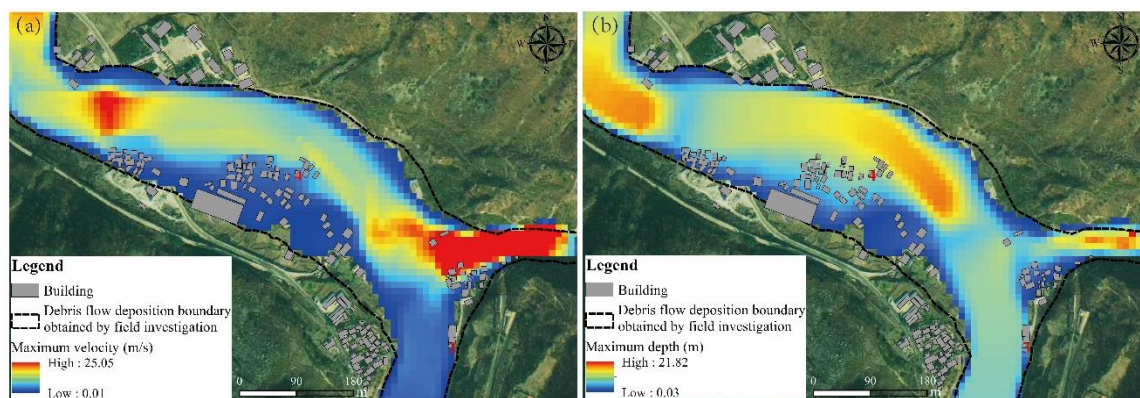 (a)
N
W
E
S
Legend
Building
Debris flow deposition boundary
obtained by field investigation
Maximum velocity (m/s)
High : 25.05
Low : 0.01
0 90 180
m
(b)
N
W
E
S
Legend
Building
Debris flow deposition boundary
obtained by field investigation
Maximum depth (m)
High : 21.82
Low : 0.03
0 90 180
m